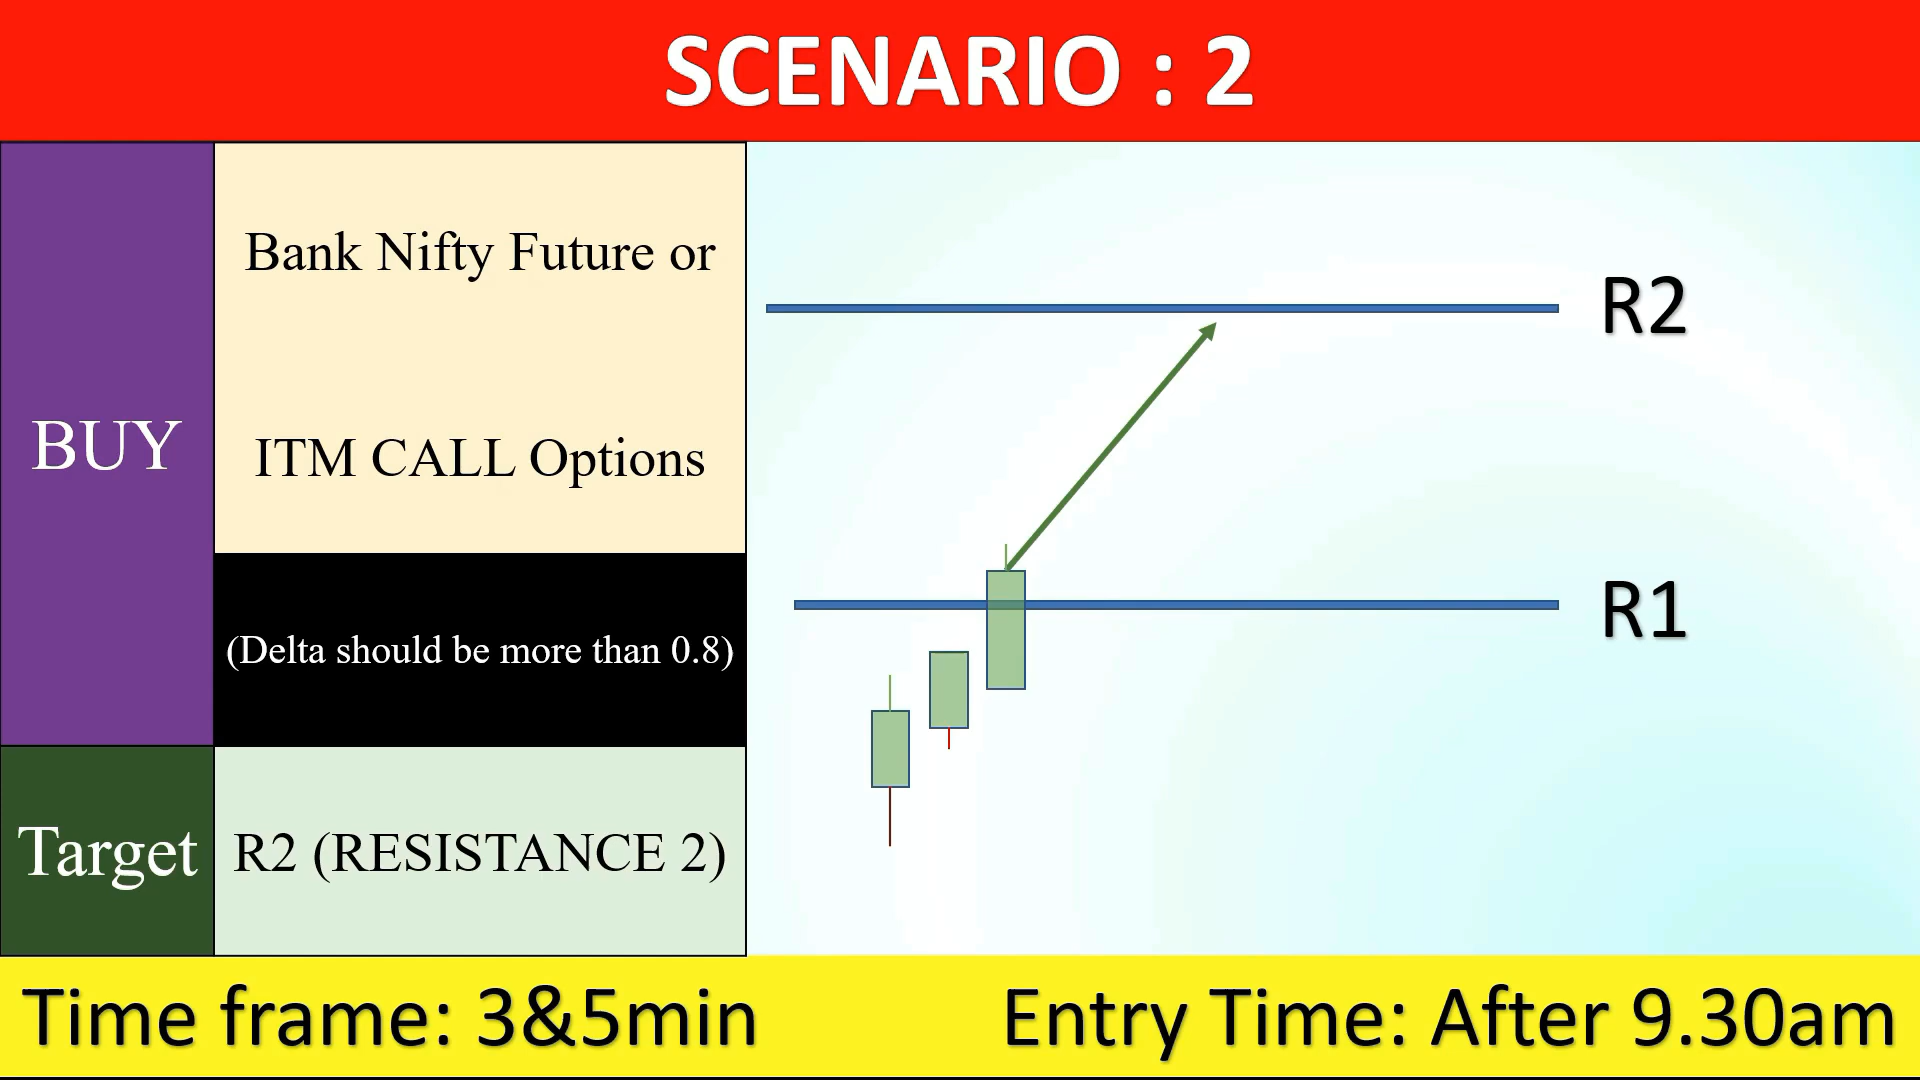 SCENARIO : 2
BUY
Bank Nifty Future or
ITM CALL Options
(Delta should be more than 0.8)
Target
R2 (RESISTANCE 2)
R2
R1
Time frame: 3&5min
Entry Time: After 9.30am